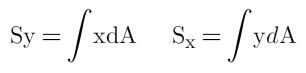 Sy = ∫xdA Sₓ = ∫ydA